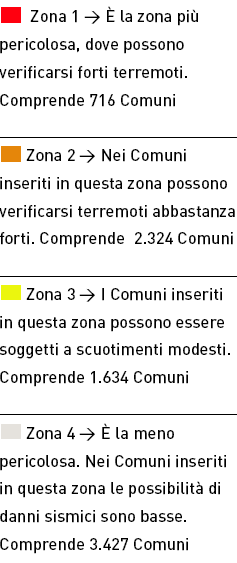 Zona 1 → È la zona più
pericolosa, dove possono
verificarsi forti terremoti.
Comprende 716 Comuni
Zona 2 → Nei Comuni
inseriti in questa zona possono
verificarsi terremoti abbastanza
forti. Comprende 2.324 Comuni
Zona 3 → I Comuni inseriti
in questa zona possono essere
soggetti a scuotimenti modesti.
Comprende 1.634 Comuni
Zona 4 → È la meno
pericolosa. Nei Comuni inseriti
in questa zona le possibilità di
danni sismici sono basse.
Comprende 3.427 Comuni